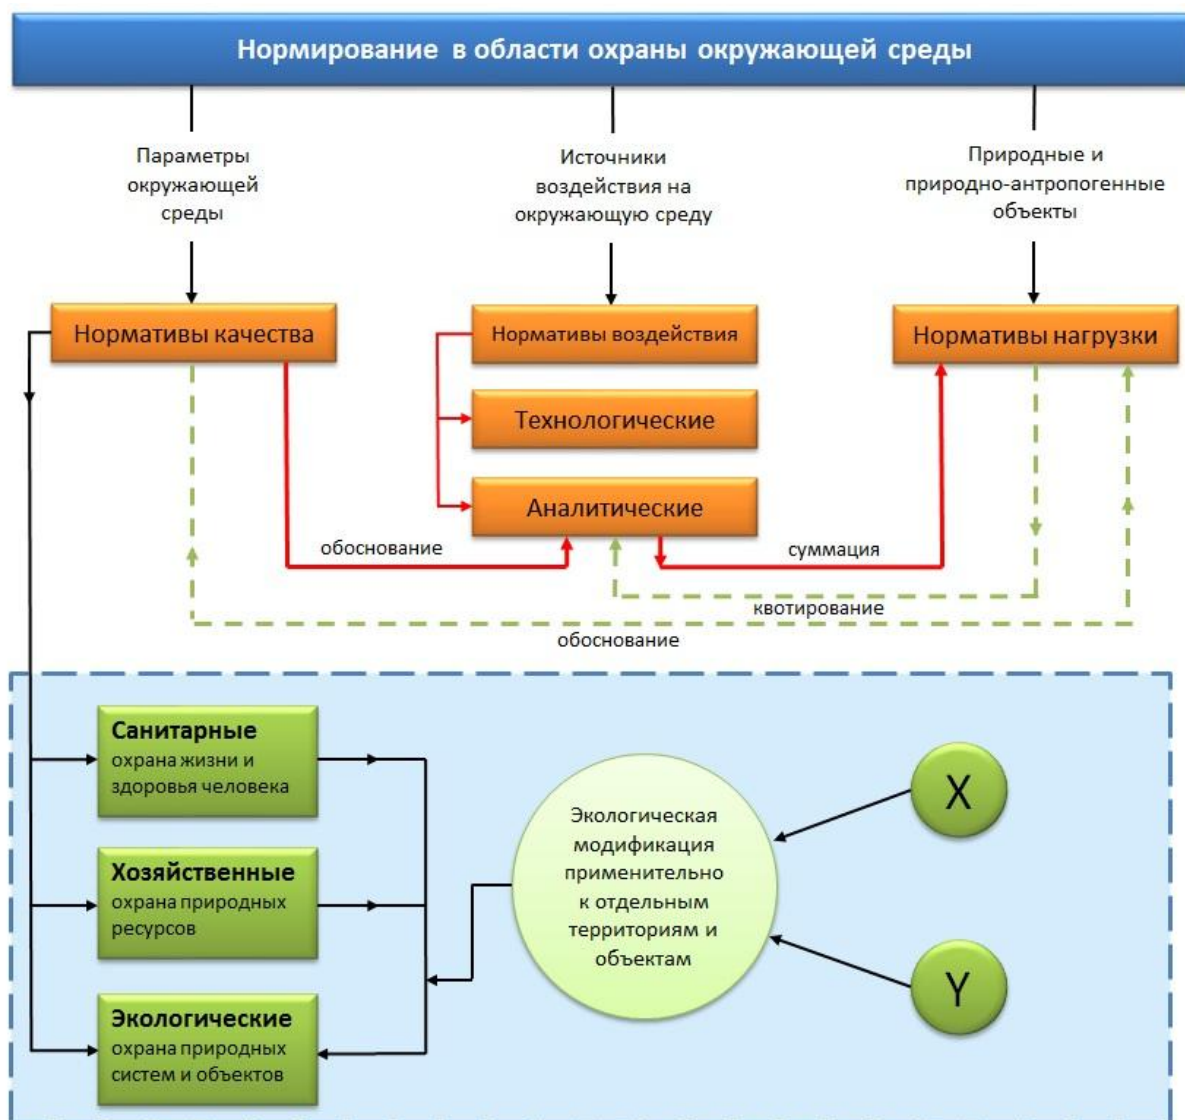 Нормирование в области охраны окружающей среды
Параметры
окружающей
среды
Источники
воздействия на
окружающую среду
Природные и
природно-антропогенные
объекты
Нормативы качества
Нормативы воздействия
Нормативы нагрузки
Технологические
Аналитические
обоснование
суммация
квотирование
обоснование
Санитарные
охрана жизни и
здоровья человека
Хозяйственные
охрана природных
ресурсов
Экологические
охрана природных
систем и объектов
Экологическая
модификация
применительно
к отдельным
территориям и
объектам
X
Y